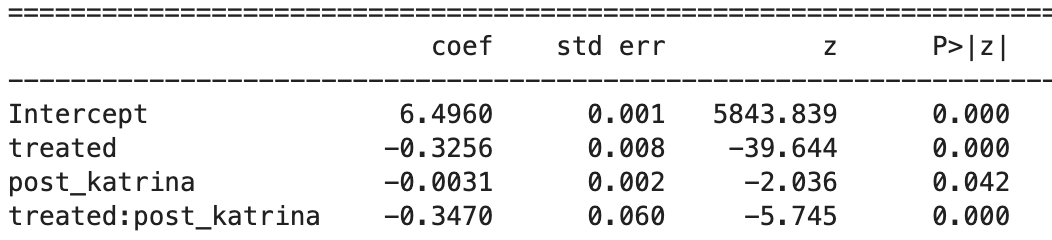 ==============================================================================
coef std err z P>|z|
------------------------------------------------------------------------------
Intercept 6.4960 0.001 5843.839 0.000
treated -0.3256 0.008 -39.644 0.000
post_katrina -0.0031 0.002 -2.036 0.042
treated:post_katrina -0.3470 0.060 -5.745 0.000